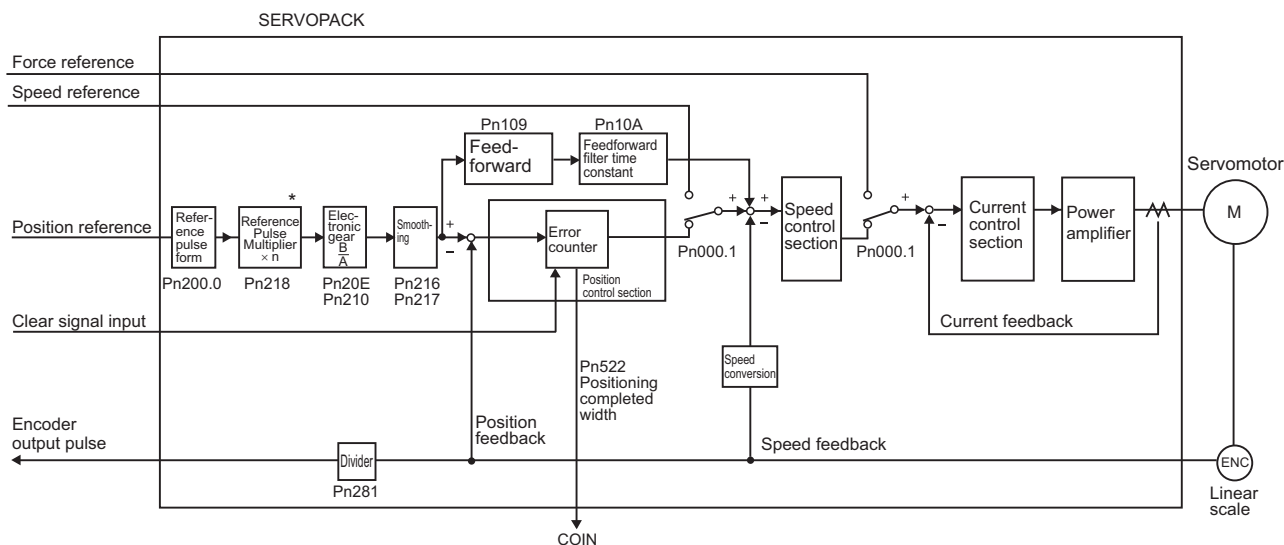 SERVOPACK
Force reference
Speed reference
Pn109
Feed-
forward
Pn10A
Feedforward
filter time
constant
Servomotor
M
Position reference
Refer-
ence
pulse
form
Pn200.0
*
Reference
Pulse
Multiplier
× n
Pn218
Elec-
tronic
gear
B
A
Pn20E
Pn210
Smooth-
ing
Pn216
Pn217
+
−
Error
counter
Position
control section
Pn000.1
+
+
−
Speed
control
section
Pn000.1
+
−
Current
control
section
Power
amplifier
Clear signal input
Current feedback
Pn522
Positioning
completed
width
Speed
conversion
Encoder
output pulse
Divider
Pn281
Position
feedback
Speed feedback
ENC
Linear
scale
COIN